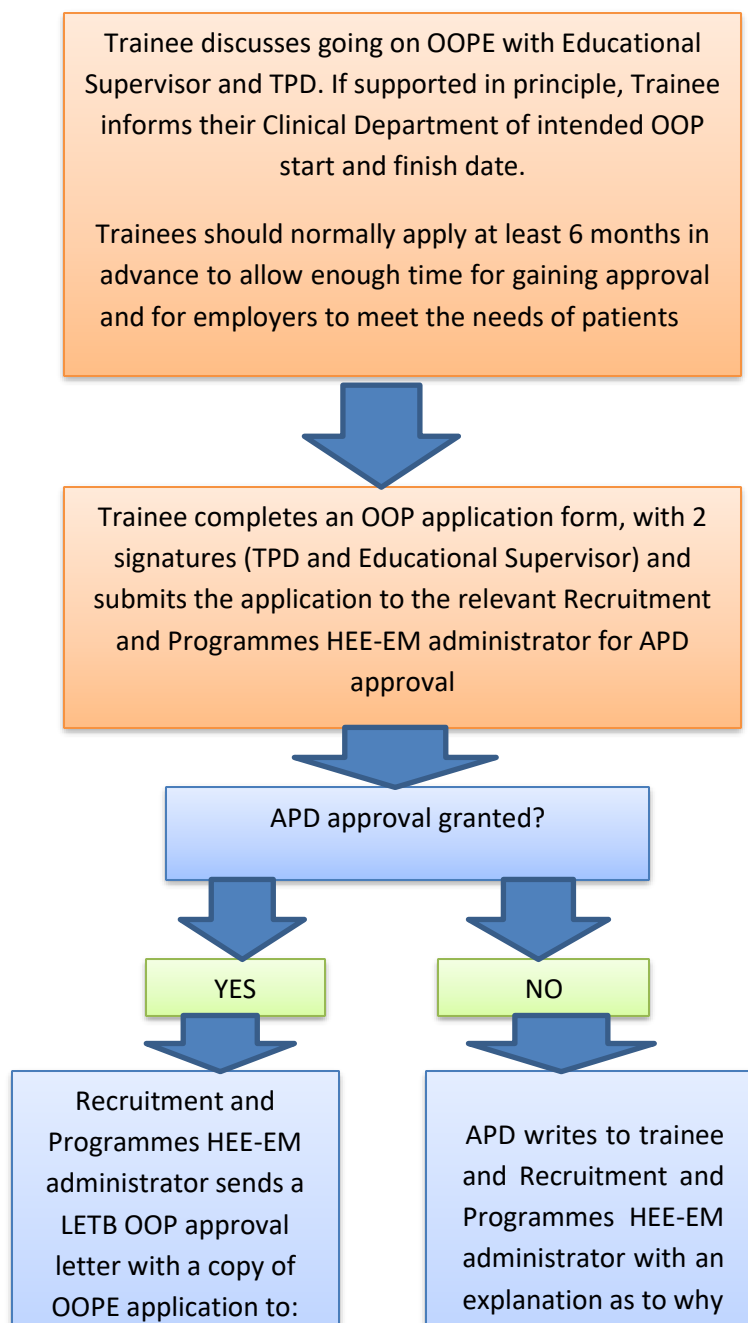 Trainee discusses going on OOPE with Educational
Supervisor and TPD. If supported in principle, Trainee
informs their Clinical Department of intended OOP
start and finish date.
Trainees should normally apply at least 6 months in
advance to allow enough time for gaining approval
and for employers to meet the needs of patients
Trainee completes an OOP application form, with 2
signatures (TPD and Educational Supervisor) and
submits the application to the relevant Recruitment
and Programmes HEE-EM administrator for APD
approval
APD approval granted?
YES
NO
Recruitment and
Programmes HEE-EM
administrator sends a
LETB OOP approval
letter with a copy of
OOPE application to:
APD writes to trainee
and Recruitment and
Programmes HEE-EM
administrator with an
explanation as to why